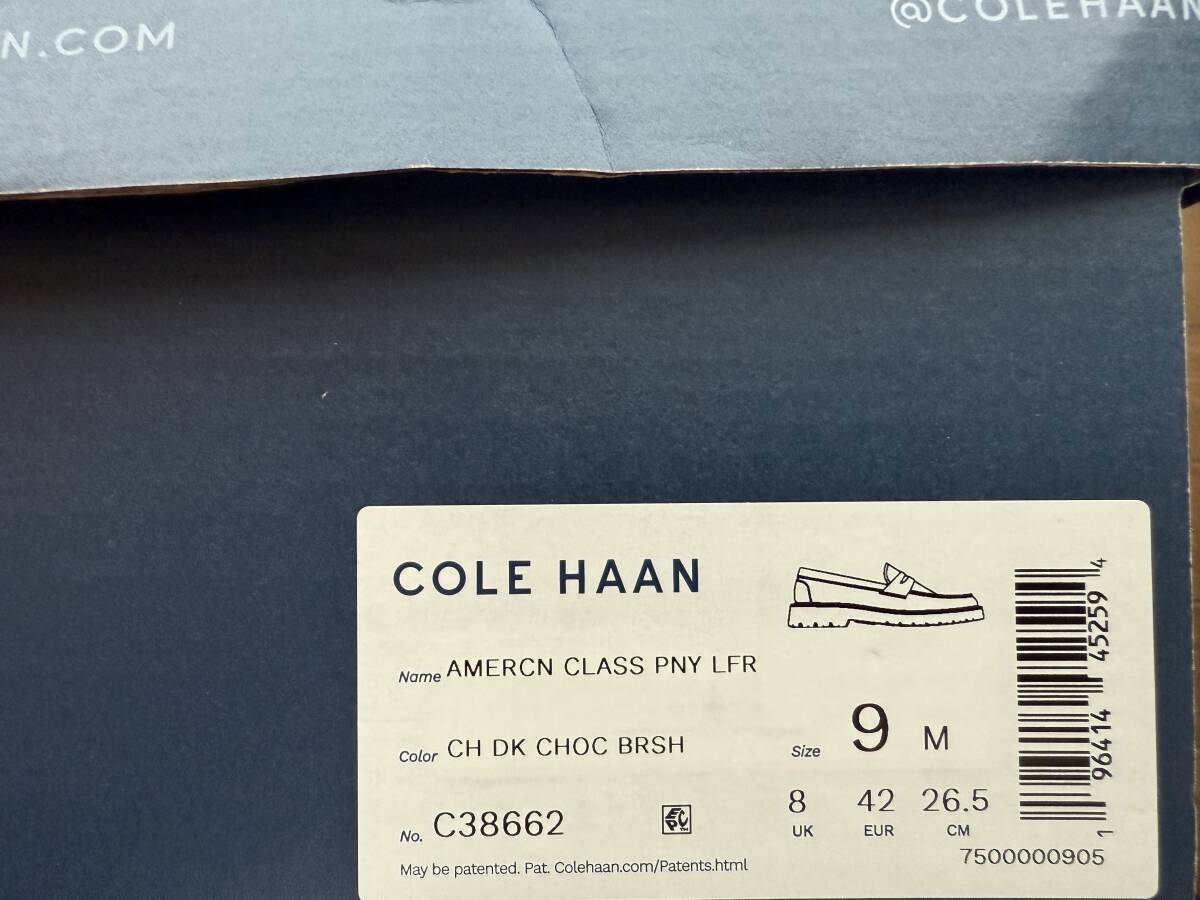 N.COM
@COLEHAAN
COLE HAAN
Name AMERCN CLASS PNY LFR
Color CH DK CHOC BRSH
No. C38662
May be patented. Pat. Colehaan.com/Patents.html
Size 9 M
8 42 26.5
UK EUR CM
1 96414 45259 4
7500000905